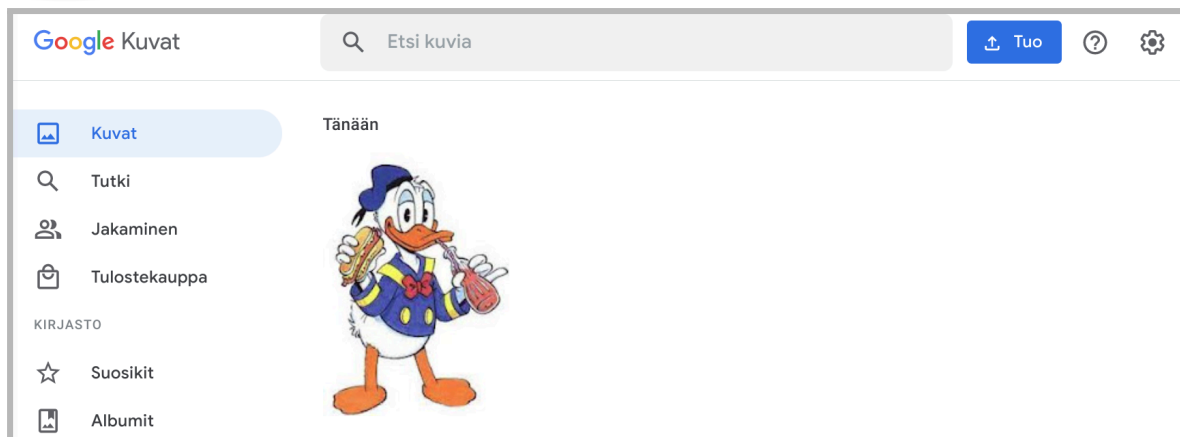 Google Kuvat
Etsi kuvia
Tuo
Kuvat
Tutki
Jakaminen
Tulostekauppa
KIRJASTO
Suosikit
Albumit
Tänään